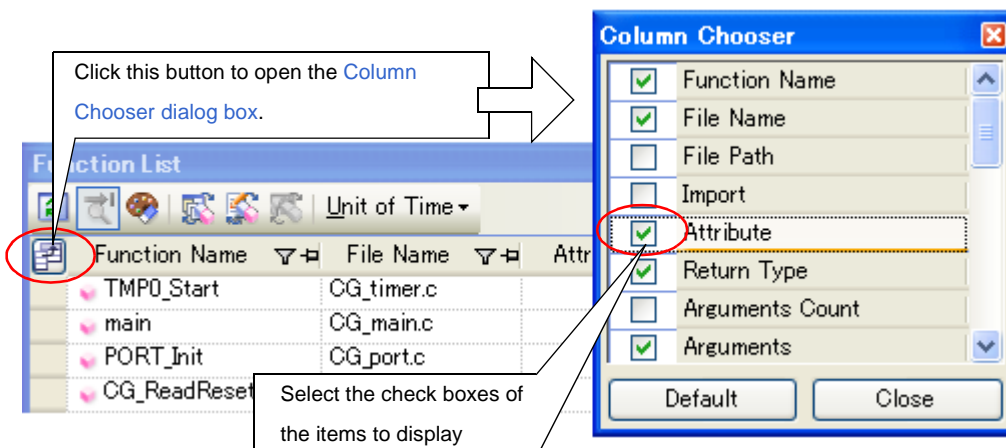 Click this button to open the Column
Chooser dialog box.
Function List
Unit of Time
Function Name File Name Attr
TMP0_Start CG_timer.c
main CG_main.c
PORT_Init CG_port.c
CG_ReadReset
Select the check boxes of
the items to display
Column Chooser
Function Name
File Name
File Path
Import
Attribute
Return Type
Arguments Count
Arguments
Default Close